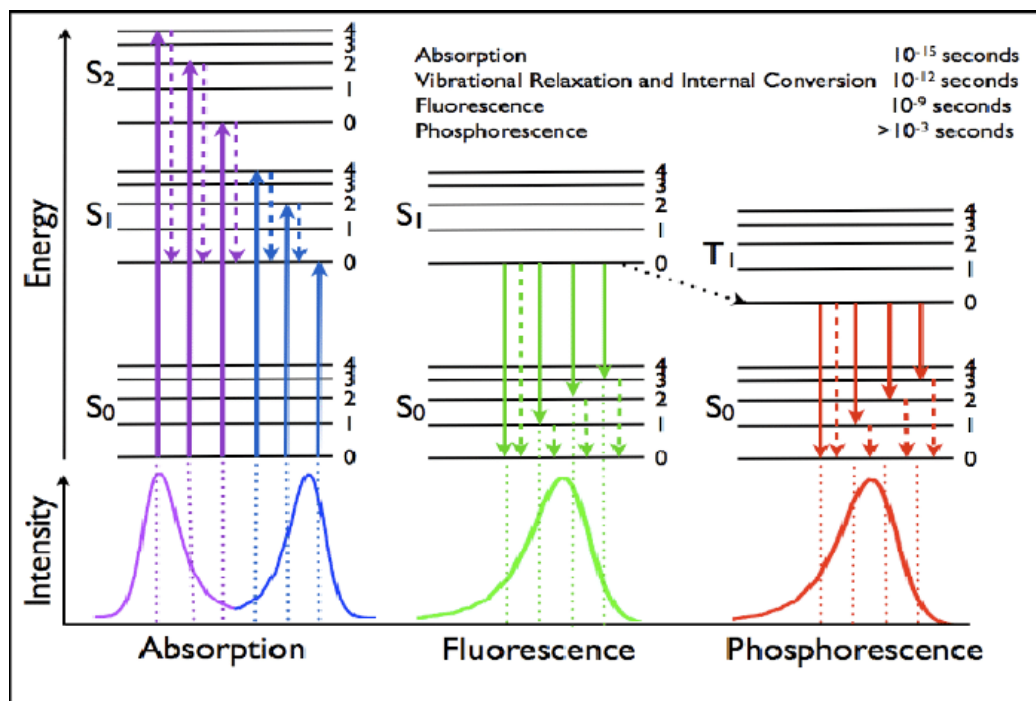 Absorption 10-15 seconds
Vibrational Relaxation and Internal Conversion 10-12 seconds
Fluorescence 10-9 seconds
Phosphorescence >10-3 seconds
Energy
S2
4
3
2
1
0
S1
4
3
2
1
0
S0
4
3
2
1
0
S1
4
3
2
1
0
S0
4
3
2
1
0
T1
4
3
2
1
0
S0
4
3
2
1
0
Intensity
Absorption
Fluorescence
Phosphorescence